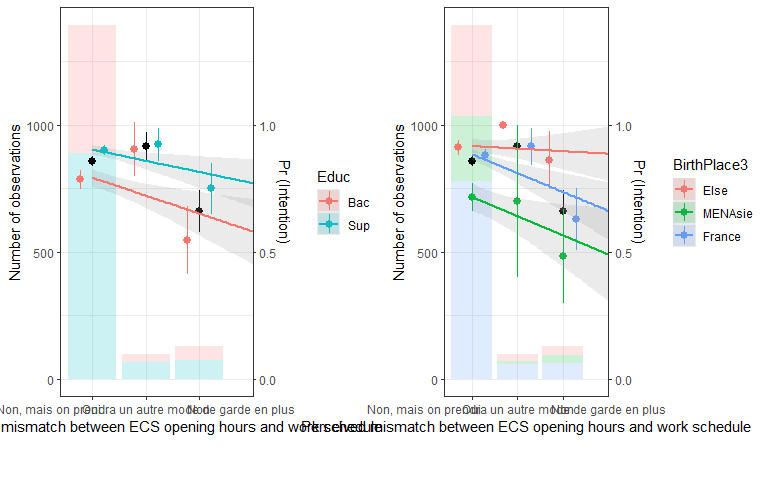 Number of observations
1000
500
0
1.0
0.5
0.0
Pr (Intention)
Educ
Bac
Sup
Non, mais on prendra un autre mode de garde en plus
Oui
Non
mismatch between ECS opening hours and work schedule
Number of observations
1000
500
0
1.0
0.5
0.0
Pr (Intention)
BirthPlace3
Else
MENAsie
France
Non, mais on prendra un autre mode de garde en plus
Oui
Non
Perceived mismatch between ECS opening hours and work schedule